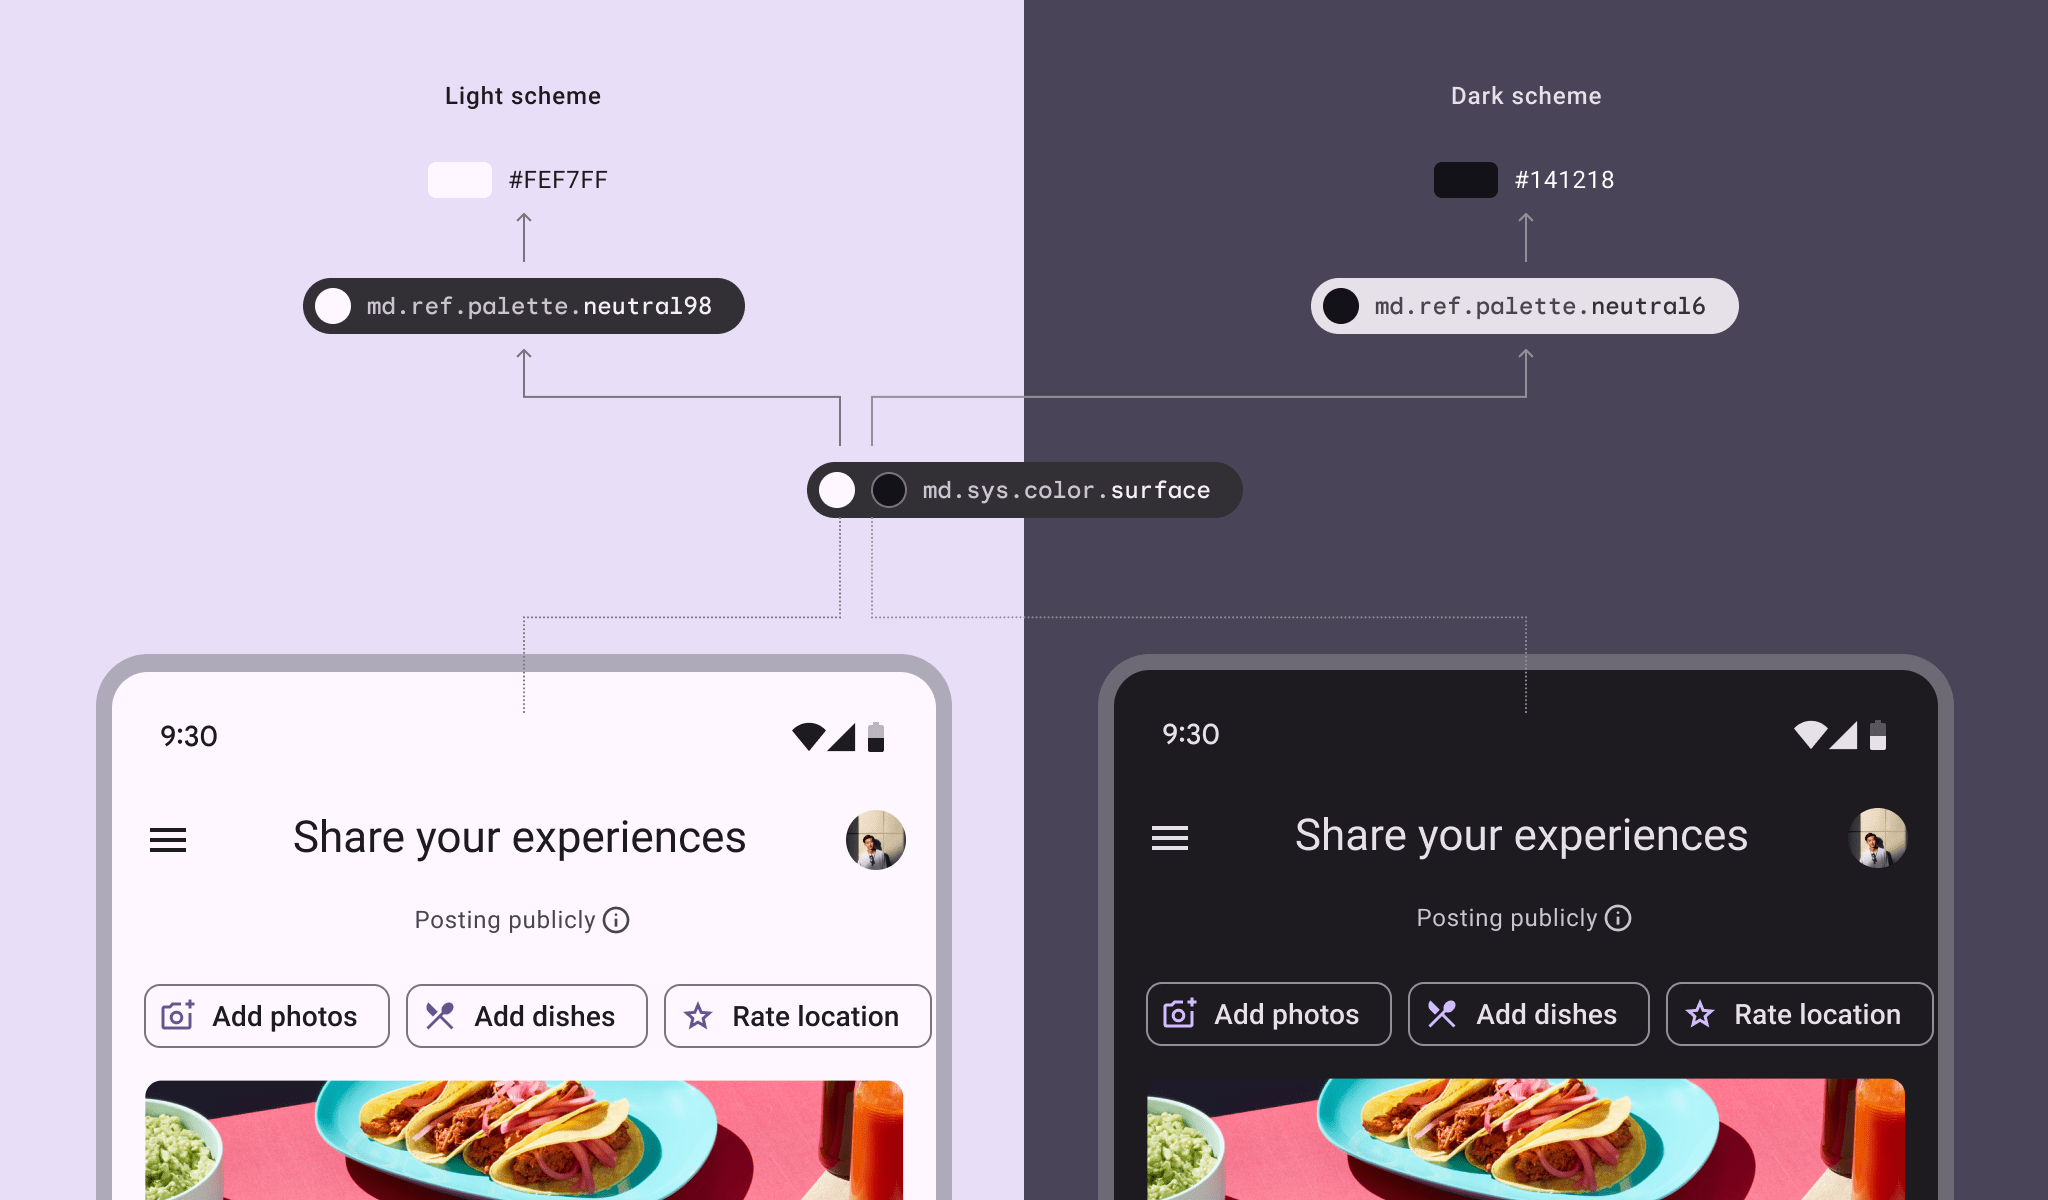 Light scheme
#FEF7FF
md.ref.palette.neutral98
Dark scheme
#141218
md.ref.palette.neutral6
md.sys.color.surface
9:30
Share your experiences
Posting publicly
Add photos
Add dishes
Rate location
9:30
Share your experiences
Posting publicly
Add photos
Add dishes
Rate location